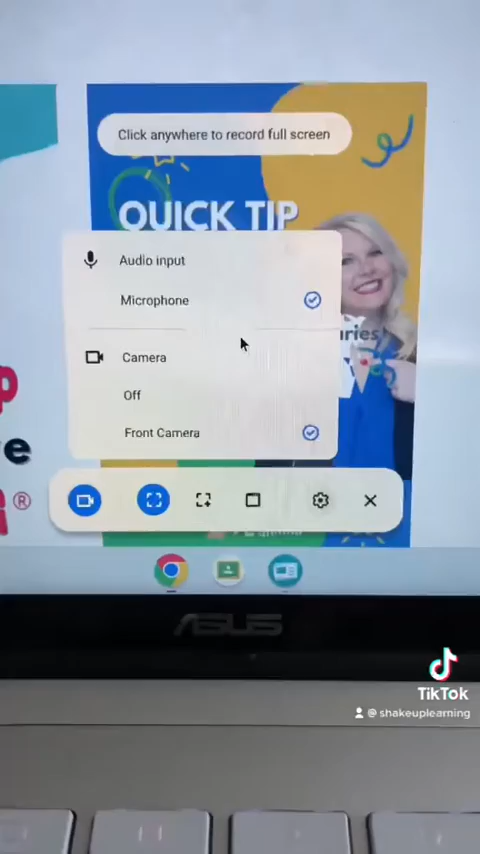 Click anywhere to record full screen
QUICK TIP
Audio input
Microphone
Camera
Off
Front Camera
p
e
®
ASUS
TikTok
@shakeuplearning